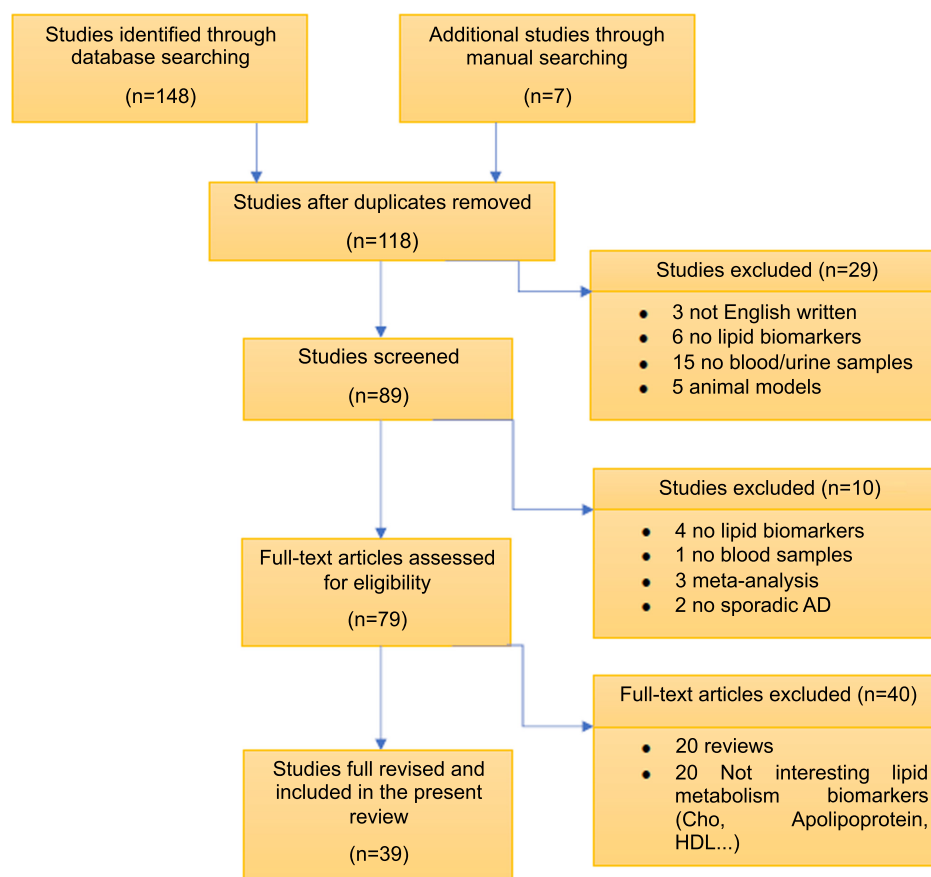 Studies identified through
database searching
(n=148)
Additional studies through
manual searching
(n=7)
Studies after duplicates removed
(n=118)
Studies excluded (n=29)
● 3 not English written
● 6 no lipid biomarkers
● 15 no blood/urine samples
● 5 animal models
Studies screened
(n=89)
Studies excluded (n=10)
● 4 no lipid biomarkers
● 1 no blood samples
● 3 meta-analysis
● 2 no sporadic AD
Full-text articles assessed
for eligibility
(n=79)
Full-text articles excluded (n=40)
● 20 reviews
● 20 Not interesting lipid
metabolism biomarkers
(Cho, Apolipoprotein,
HDL...)
Studies full revised and
included in the present
review
(n=39)